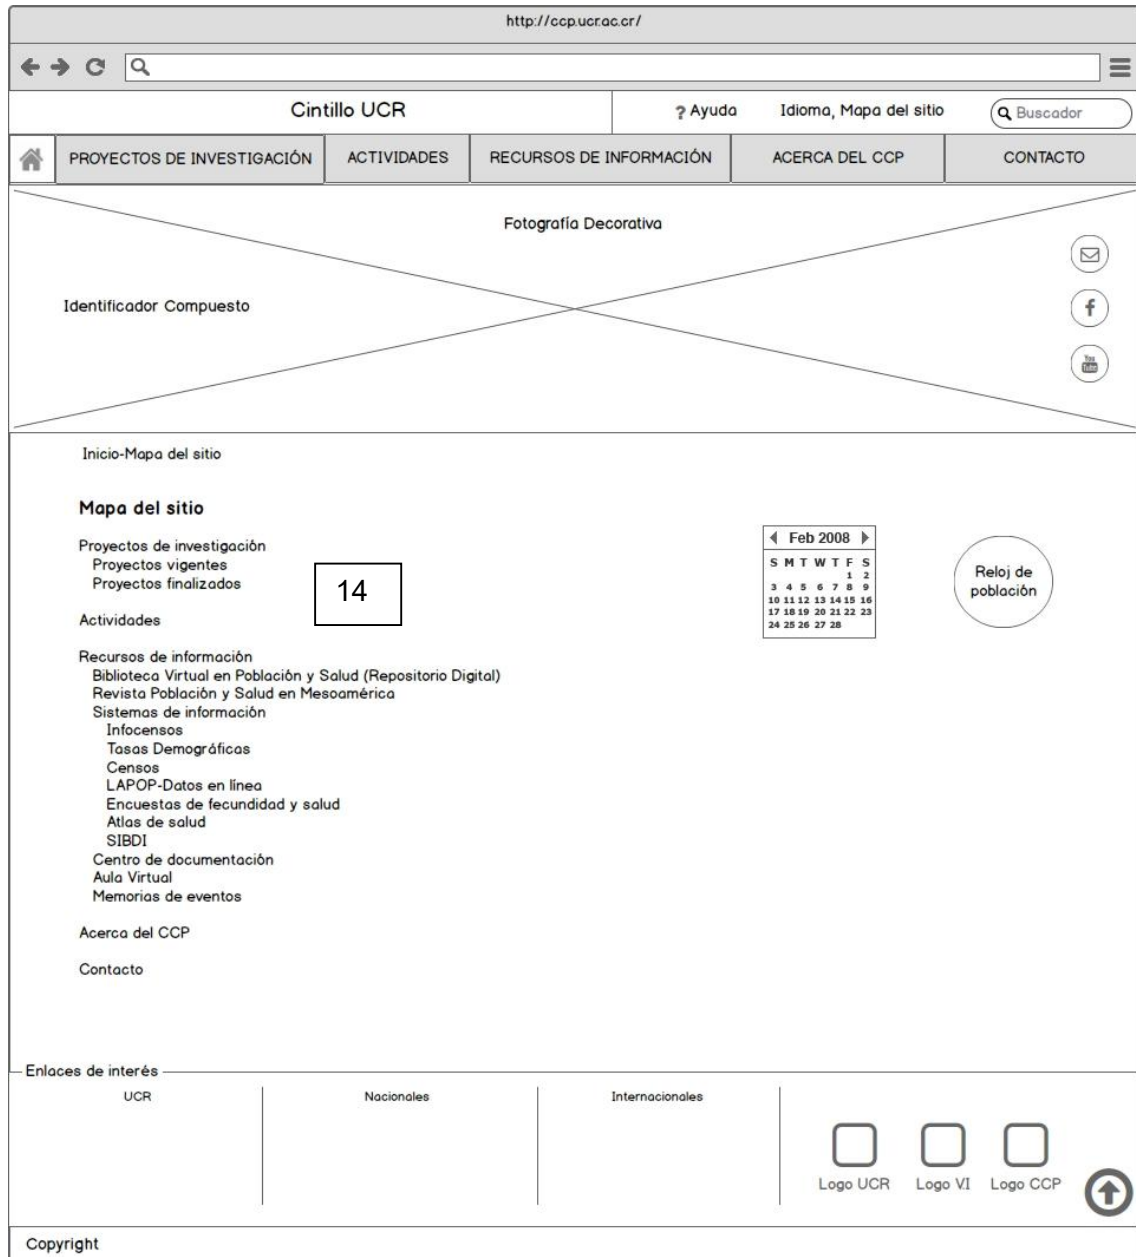 http://ccp.ucr.ac.cr/
Cintillo UCR
? Ayuda
Idioma, Mapa del sitio
Buscador
PROYECTOS DE INVESTIGACIÓN
ACTIVIDADES
RECURSOS DE INFORMACIÓN
ACERCA DEL CCP
CONTACTO
Fotografía Decorativa
Identificador Compuesto
f
You Tube
Inicio-Mapa del sitio
Mapa del sitio
Proyectos de investigación
Proyectos vigentes
Proyectos finalizados
14
Actividades
Recursos de información
Biblioteca Virtual en Población y Salud (Repositorio Digital)
Revista Población y Salud en Mesoamérica
Sistemas de información
Infocensos
Tasas Demográficas
Censos
LAPOP-Datos en línea
Encuestas de fecundidad y salud
Atlas de salud
SIBDI
Centro de documentación
Aula Virtual
Memorias de eventos
Acerca del CCP
Contacto
Feb 2008
S M T W T F S
1 2
3 4 5 6 7 8 9
10 11 12 13 14 15 16
17 18 19 20 21 22 23
24 25 26 27 28
Reloj de
población
Enlaces de interés
UCR
Nacionales
Internacionales
Logo UCR
Logo V.I
Logo CCP
Copyright